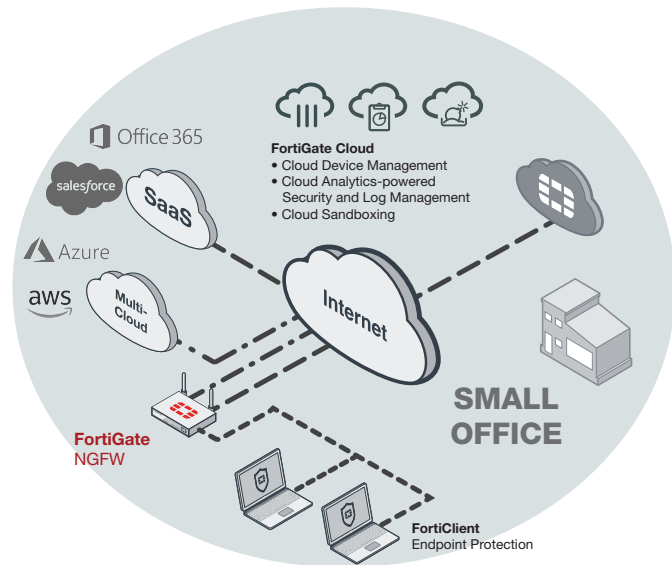 Office 365
salesforce
SaaS
Azure
aws
Multi-
Cloud
FortiGate Cloud
• Cloud Device Management
• Cloud Analytics-powered
Security and Log Management
• Cloud Sandboxing
Internet
SMALL
OFFICE
FortiGate
NGFW
FortiClient
Endpoint Protection